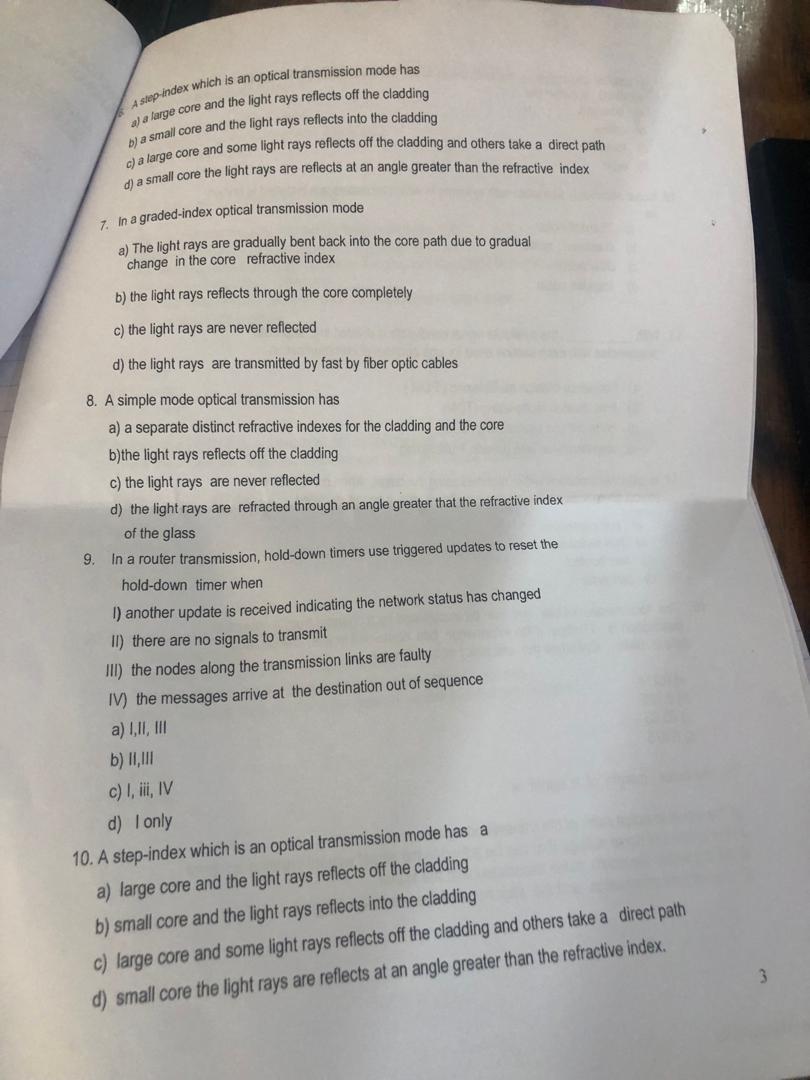 A step-index which is an optical transmission mode has
a) a large core and the light rays reflects off the cladding
b) a small core and the light rays reflects into the cladding
c) a large core and some light rays reflects off the cladding and others take a direct path
d) a small core the light rays are reflects at an angle greater than the refractive index
7. In a graded-index optical transmission mode
a) The light rays are gradually bent back into the core path due to gradual
change in the core refractive index
b) the light rays reflects through the core completely
c) the light rays are never reflected
d) the light rays are transmitted by fast by fiber optic cables
8. A simple mode optical transmission has
a) a separate distinct refractive indexes for the cladding and the core
b)the light rays reflects off the cladding
c) the light rays are never reflected
d) the light rays are refracted through an angle greater that the refractive index
of the glass
9. In a router transmission, hold-down timers use triggered updates to reset the
hold-down timer when
I) another update is received indicating the network status has changed
II) there are no signals to transmit
III) the nodes along the transmission links are faulty
IV) the messages arrive at the destination out of sequence
a) I,II, III
b) II,III
c) I, iii, IV
d) I only
10. A step-index which is an optical transmission mode has a
a) large core and the light rays reflects off the cladding
b) small core and the light rays reflects into the cladding
c) large core and some light rays reflects off the cladding and others take a direct path
d) small core the light rays are reflects at an angle greater than the refractive index.
3